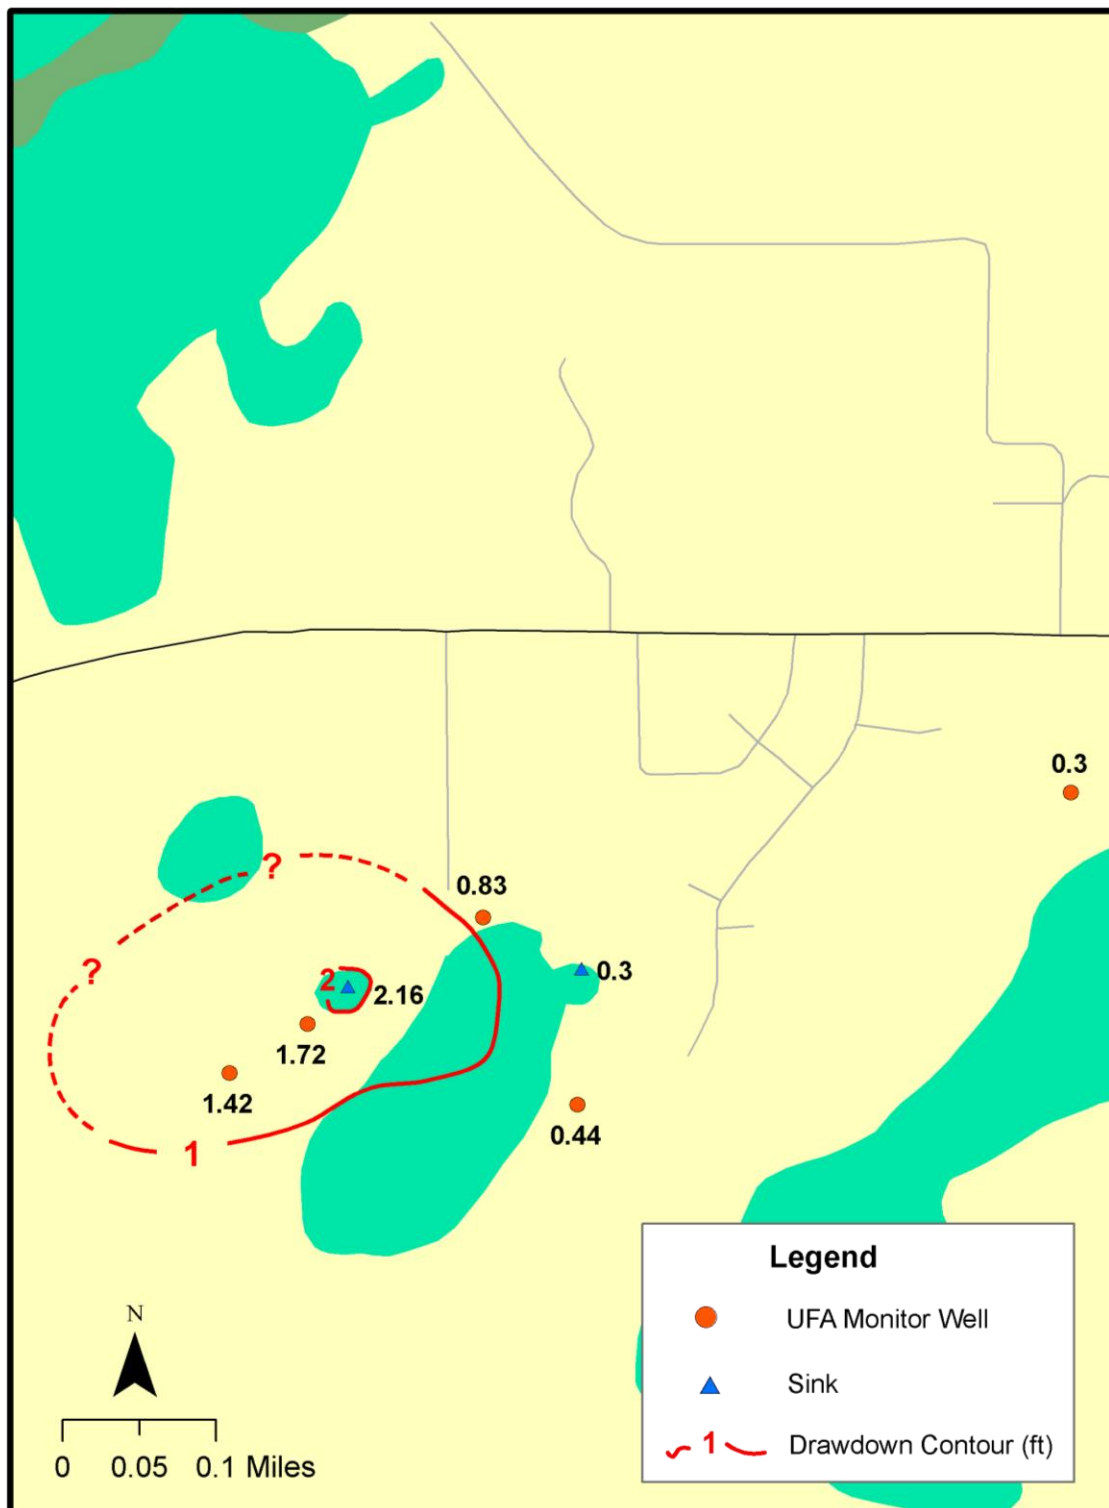 0.3
0.83
?
?
2
0.3
2.16
1.72
1.42
0.44
1
Legend
N
UFA Monitor Well
Sink
1 Drawdown Contour (ft)
0 0.05 0.1 Miles